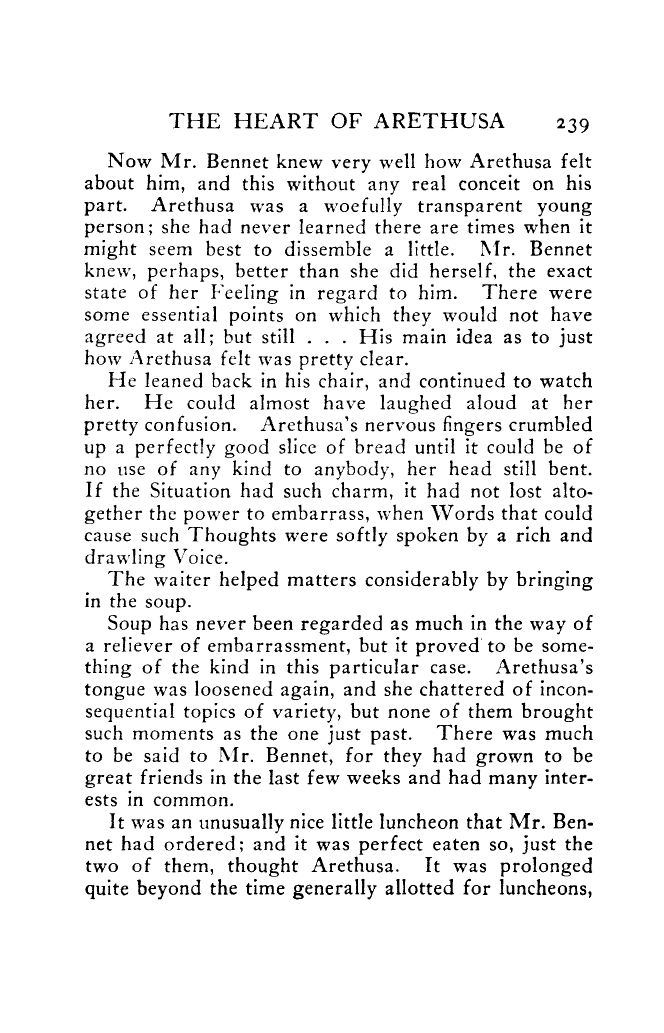 THE HEART OF ARETHUSA 239
Now Mr. Bennet knew very well how Arethusa felt
about him, and this without any real conceit on his
part. Arethusa was a woefully transparent young
person; she had never learned there are times when it
might seem best to dissemble a little. Mr. Bennet
knew, perhaps, better than she did herself, the exact
state of her Feeling in regard to him. There were
some essential points on which they would not have
agreed at all; but still . . . His main idea as to just
how Arethusa felt was pretty clear.
He leaned back in his chair, and continued to watch
her. He could almost have laughed aloud at her
pretty confusion. Arethusa's nervous fingers crumbled
up a perfectly good slice of bread until it could be of
no use of any kind to anybody, her head still bent.
If the Situation had such charm, it had not lost alto-
gether the power to embarrass, when Words that could
cause such Thoughts were softly spoken by a rich and
drawling Voice.
The waiter helped matters considerably by bringing
in the soup.
Soup has never been regarded as much in the way of
a reliever of embarrassment, but it proved to be some-
thing of the kind in this particular case. Arethusa's
tongue was loosened again, and she chattered of incon-
sequential topics of variety, but none of them brought
such moments as the one just past. There was much
to be said to Mr. Bennet, for they had grown to be
great friends in the last few weeks and had many inter-
ests in common.
It was an unusually nice little luncheon that Mr. Ben-
net had ordered; and it was perfect eaten so, just the
two of them, thought Arethusa. It was prolonged
quite beyond the time generally allotted for luncheons,